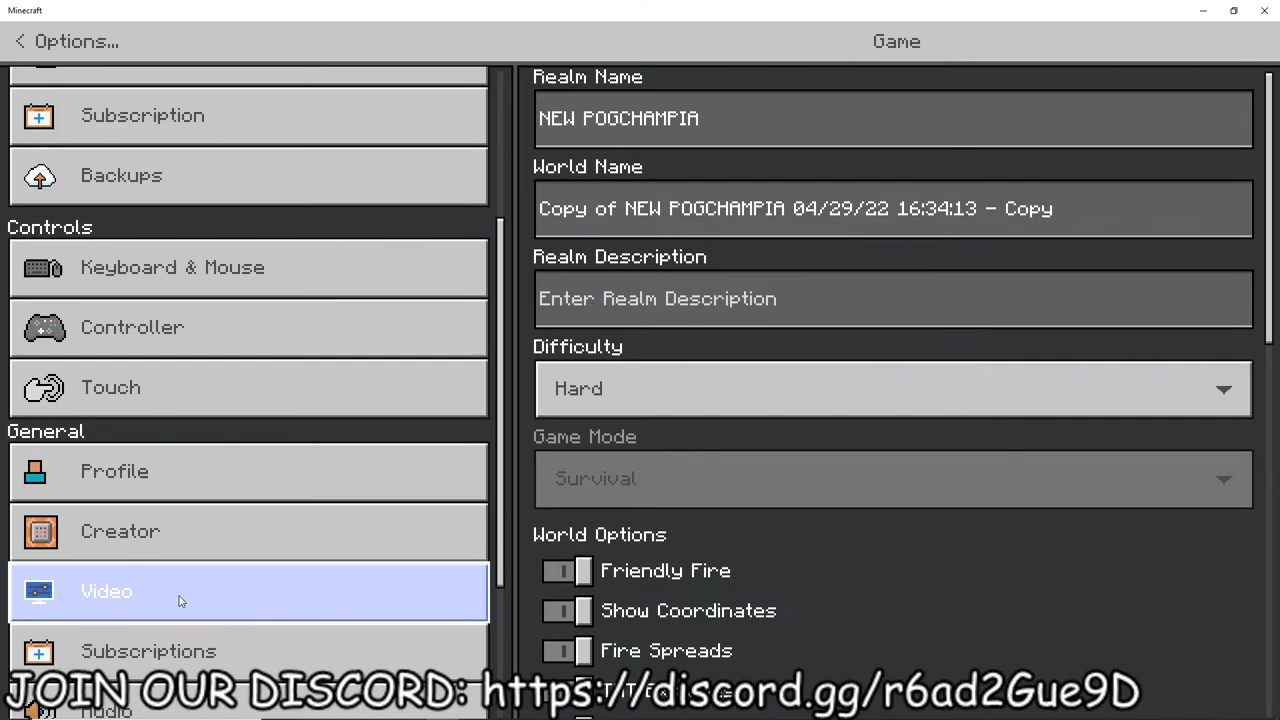 Minecraft
Options...
Game
Subscription
Backups
Controls
Keyboard & Mouse
Controller
Touch
General
Profile
Creator
Video
Subscriptions
Audio
Realm Name
NEW POGCHAMPIA
World Name
Copy of NEW POGCHAMPIA 04/29/22 16:34:13 - Copy
Realm Description
Enter Realm Description
Difficulty
Hard
Game Mode
Survival
World Options
Friendly Fire
Show Coordinates
Fire Spreads
JOIN OUR DISCORD: https://discord.gg/r6ad2Gue9D